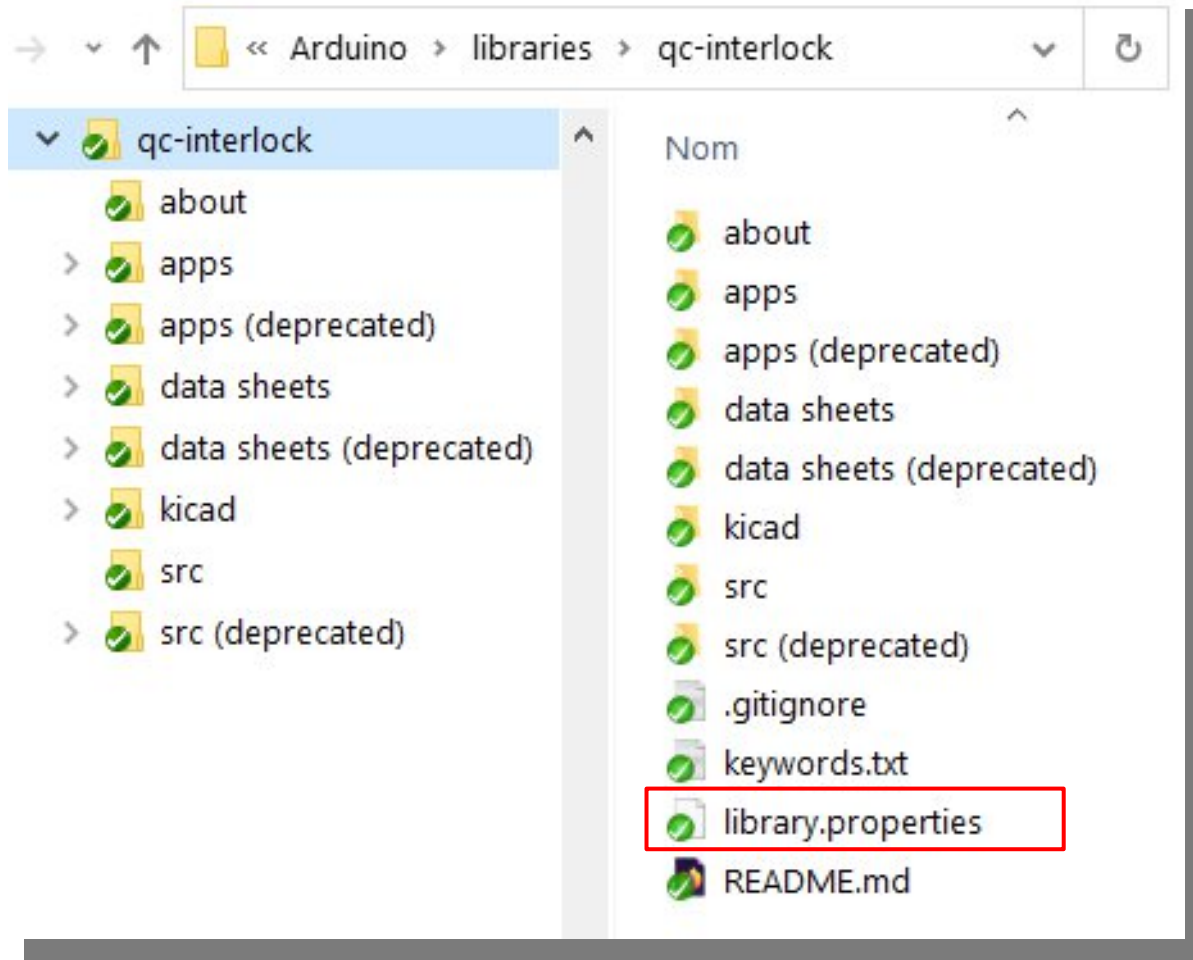 « Arduino > libraries > qc-interlock
qc-interlock
about
apps
apps (deprecated)
data sheets
data sheets (deprecated)
kicad
src
src (deprecated)
Nom
about
apps
apps (deprecated)
data sheets
data sheets (deprecated)
kicad
src
src (deprecated)
.gitignore
keywords.txt
library.properties
README.md